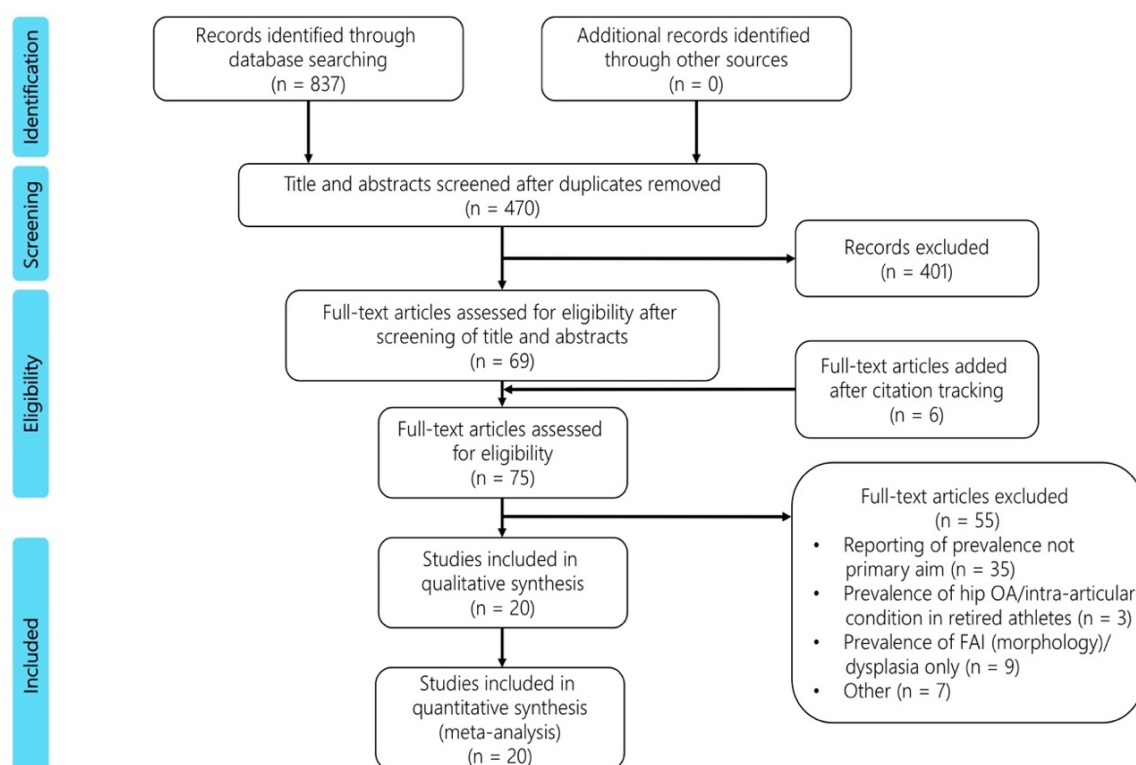 Identification
Records identified through
database searching
(n = 837)
Additional records identified
through other sources
(n = 0)
Screening
Title and abstracts screened after duplicates removed
(n = 470)
Records excluded
(n = 401)
Eligibility
Full-text articles assessed for eligibility after
screening of title and abstracts
(n = 69)
Full-text articles added
after citation tracking
(n = 6)
Full-text articles assessed
for eligibility
(n = 75)
Full-text articles excluded
(n = 55)
• Reporting of prevalence not
primary aim (n = 35)
• Prevalence of hip OA/intra-articular
condition in retired athletes (n = 3)
• Prevalence of FAI (morphology)/
dysplasia only (n = 9)
• Other (n = 7)
Included
Studies included in
qualitative synthesis
(n = 20)
Studies included in
quantitative synthesis
(meta-analysis)
(n = 20)